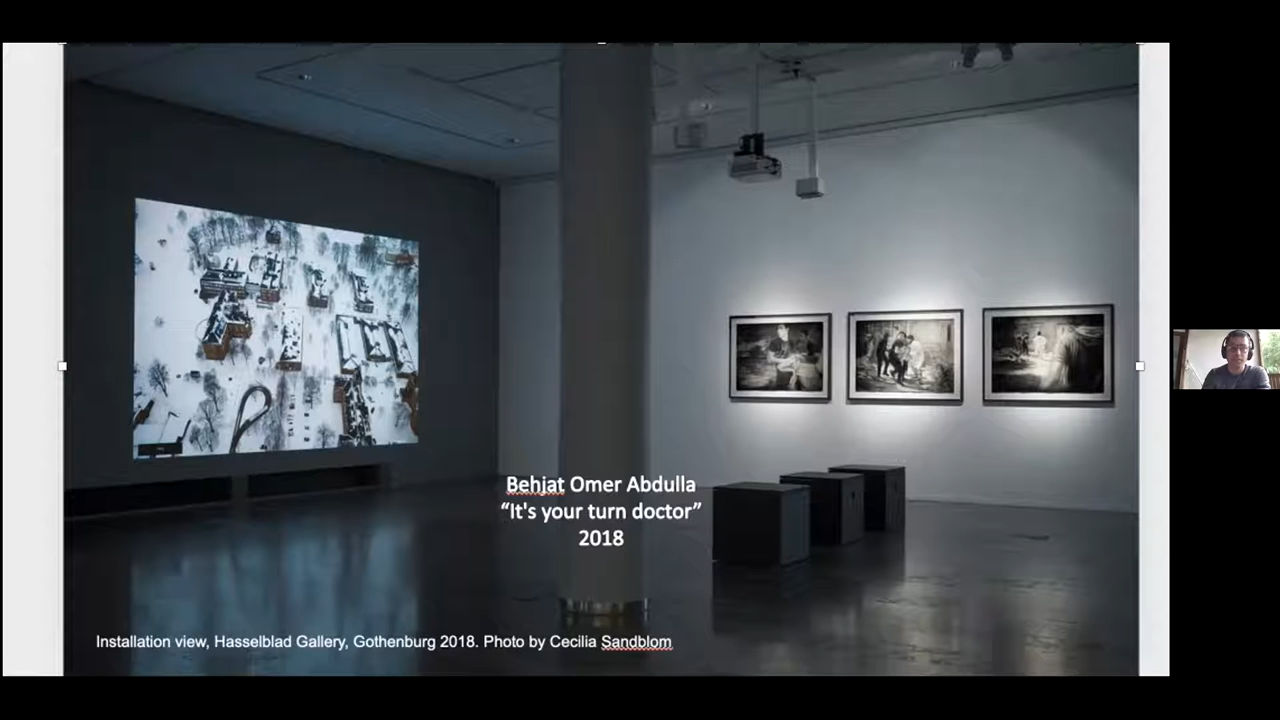 Behjat Omer Abdulla
“It's your turn doctor”
2018
Installation view, Hasselblad Gallery, Gothenburg 2018. Photo by Cecilia Sandblom